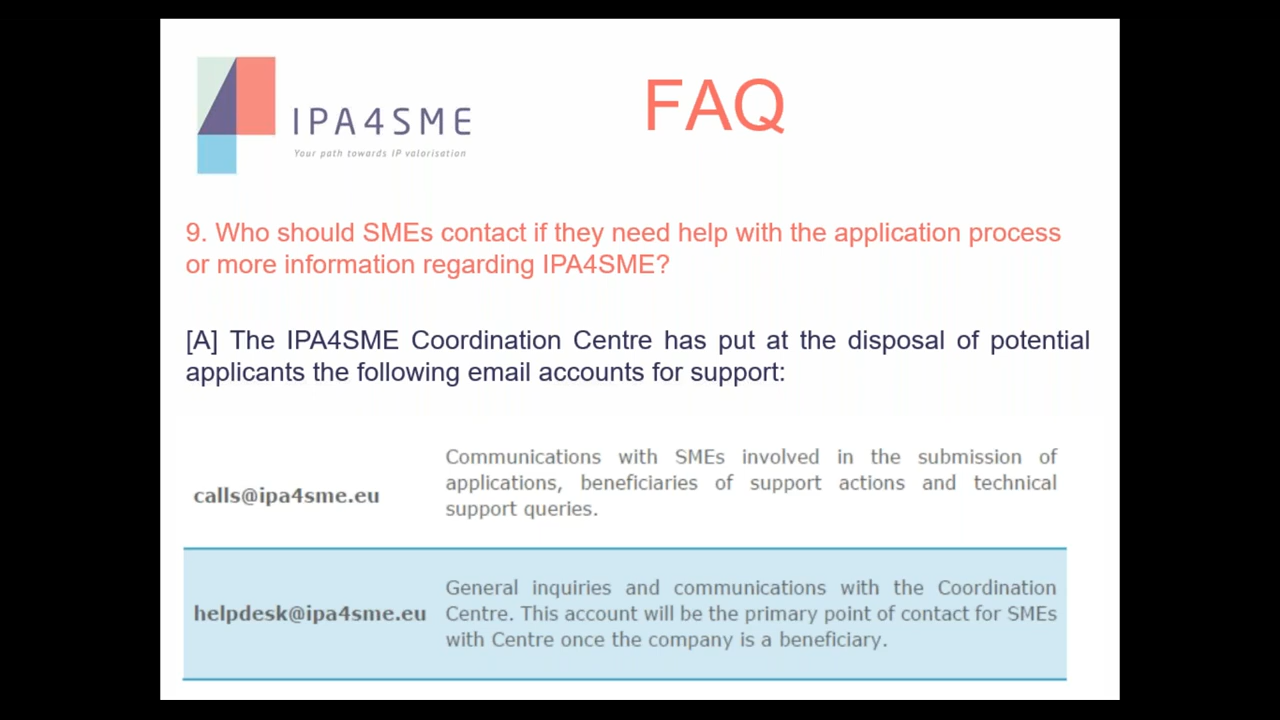 IPA4SME
Your path towards IP valorisation
FAQ
9. Who should SMEs contact if they need help with the application process
or more information regarding IPA4SME?
[A] The IPA4SME Coordination Centre has put at the disposal of potential
applicants the following email accounts for support:
calls@ipa4sme.eu
Communications with SMEs involved in the submission of
applications, beneficiaries of support actions and technical
support queries.
helpdesk@ipa4sme.eu
General inquiries and communications with the Coordination
Centre. This account will be the primary point of contact for SMEs
with Centre once the company is a beneficiary.